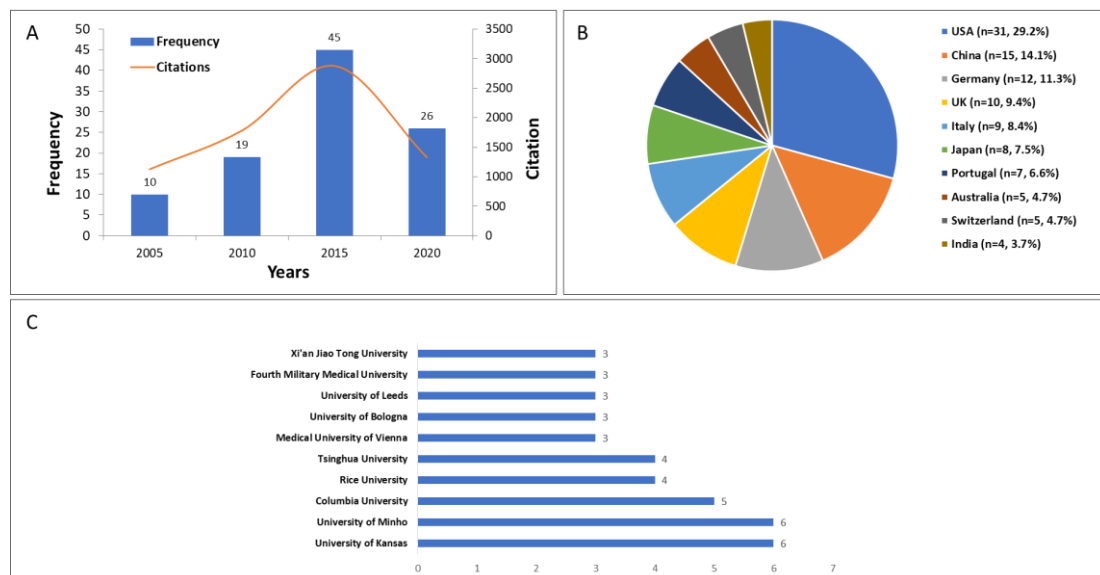 A
Frequency
Citations
50
45
40
35
30
25
20
15
10
5
0
Frequency
10
19
45
26
3500
3000
2500
2000
1500
1000
500
0
Citation
2005 2010 2015 2020
Years
B
USA (n=31, 29.2%)
China (n=15, 14.1%)
Germany (n=12, 11.3%)
UK (n=10, 9.4%)
Italy (n=9, 8.4%)
Japan (n=8, 7.5%)
Portugal (n=7, 6.6%)
Australia (n=5, 4.7%)
Switzerland (n=5, 4.7%)
India (n=4, 3.7%)
C
Xi'an Jiao Tong University 3
Fourth Military Medical University 3
University of Leeds 3
University of Bologna 3
Medical University of Vienna 3
Tsinghua University 4
Rice University 4
Columbia University 5
University of Minho 6
University of Kansas 6
0 1 2 3 4 5 6 7